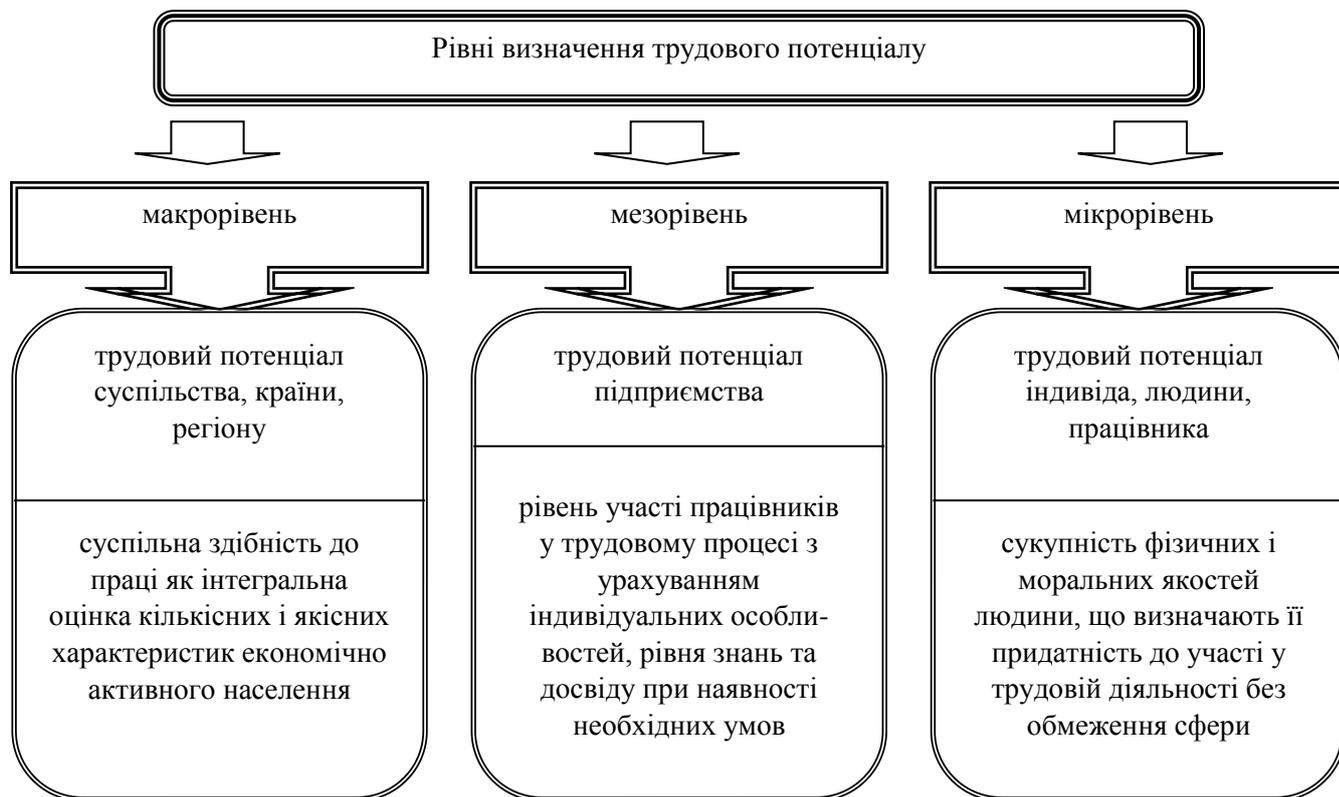 Рівні визначення трудового потенціалу
макрорівень
мезорівень
мікрорівень
трудовий потенціал
суспільства, країни,
регіону
суспільна здібність до
праці як інтегральна
оцінка кількісних і якісних
характеристик економічно
активного населення
трудовий потенціал
підприємства
рівень участі працівників
у трудовому процесі з
урахуванням
індивідуальних особли-
востей, рівня знань та
досвіду при наявності
необхідних умов
трудовий потенціал
індивіда, людини,
працівника
сукупність фізичних і
моральних якостей
людини, що визначають її
придатність до участі у
трудовій діяльності без
обмеження сфери